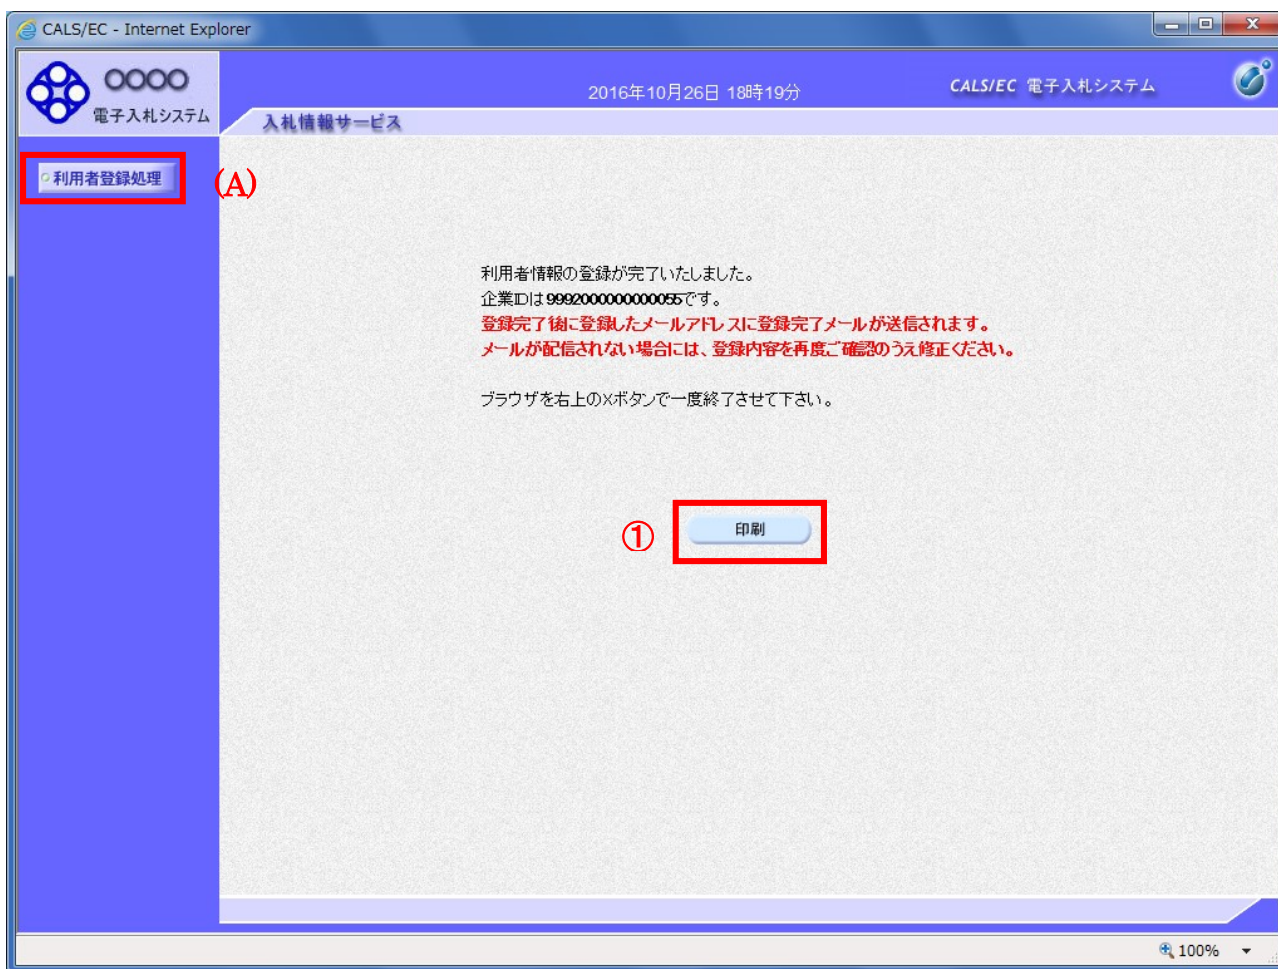 CALS/EC - Internet Explorer
〇〇〇〇
電子入札システム
2016年10月26日 18時19分
CALS/EC 電子入札システム
入札情報サービス
利用者登録処理
(A)
利用者情報の登録が完了いたしました。
企業IDは9992000000000055です。
登録完了後に登録したメールアドレスに登録完了メールが送信されます。
メールが配信されない場合には、登録内容を再度ご確認のうえ修正ください。
ブラウザを右上の×ボタンで一度終了させて下さい。
① 印刷
100%